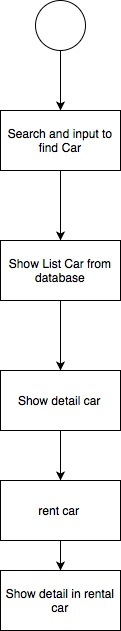 Search and input to
find Car
Show List Car from
database
Show detail car
rent car
Show detail in rental
car